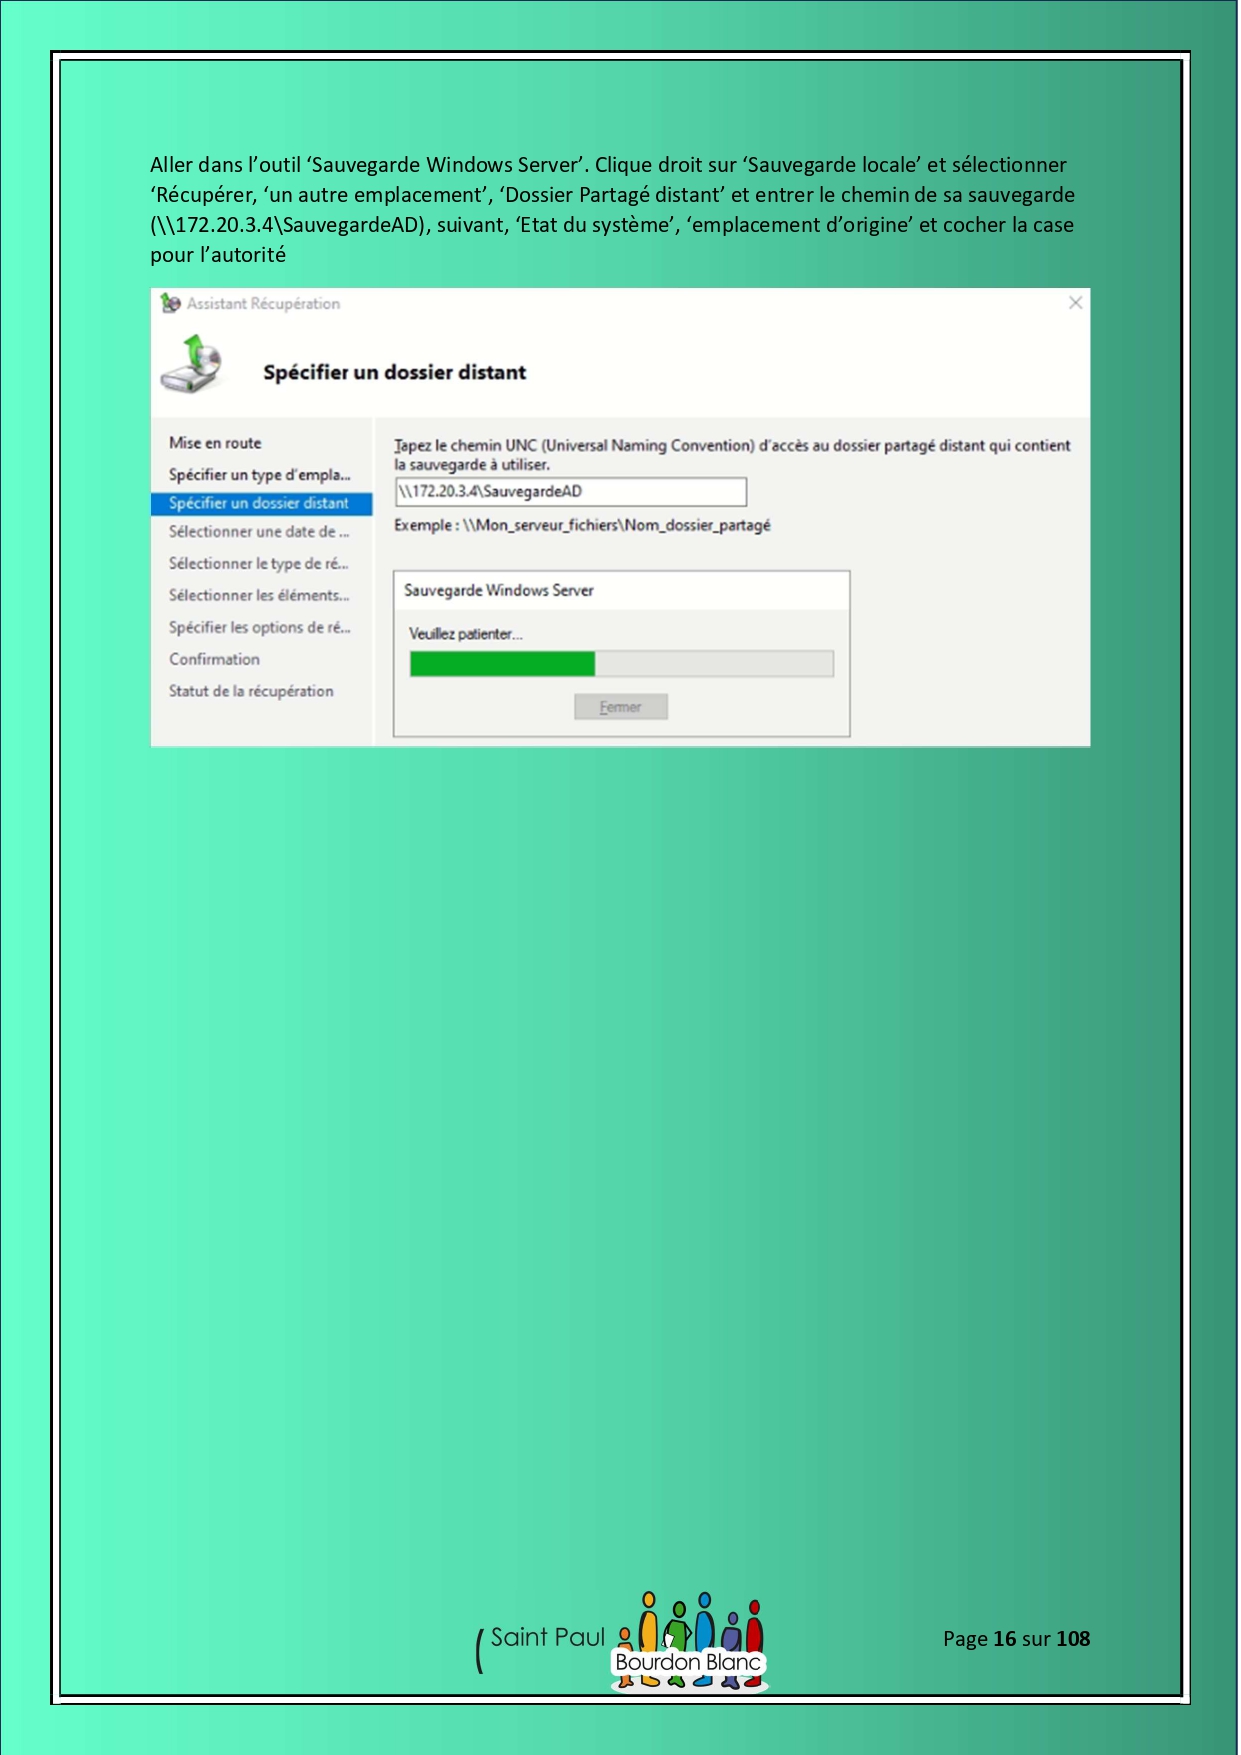 Aller dans l’outil ‘Sauvegarde Windows Server’. Clique droit sur ‘Sauvegarde locale’ et sélectionner
‘Récupérer, ‘un autre emplacement’, ‘Dossier Partagé distant’ et entrer le chemin de sa sauvegarde
(\\172.20.3.4\SauvegardeAD), suivant, ‘Etat du système’, ‘emplacement d’origine’ et cocher la case
pour l’autorité
Assistant Récupération
Spécifier un dossier distant
Mise en route
Spécifier un type d'empla...
Spécifier un dossier distant
Sélectionner une date de ...
Sélectionner le type de ré...
Sélectionner les éléments...
Spécifier les options de ré...
Confirmation
Statut de la récupération
Tapez le chemin UNC (Universal Naming Convention) d'accès au dossier partagé distant qui contient
la sauvegarde à utiliser.
\\172.20.3.4\SauvegardeAD
Exemple : \\Mon_serveur_fichiers\Nom_dossier_partagé
Sauvegarde Windows Server
Veuillez patienter...
Fermer
Saint Paul
Bourdon Blanc
Page 16 sur 108